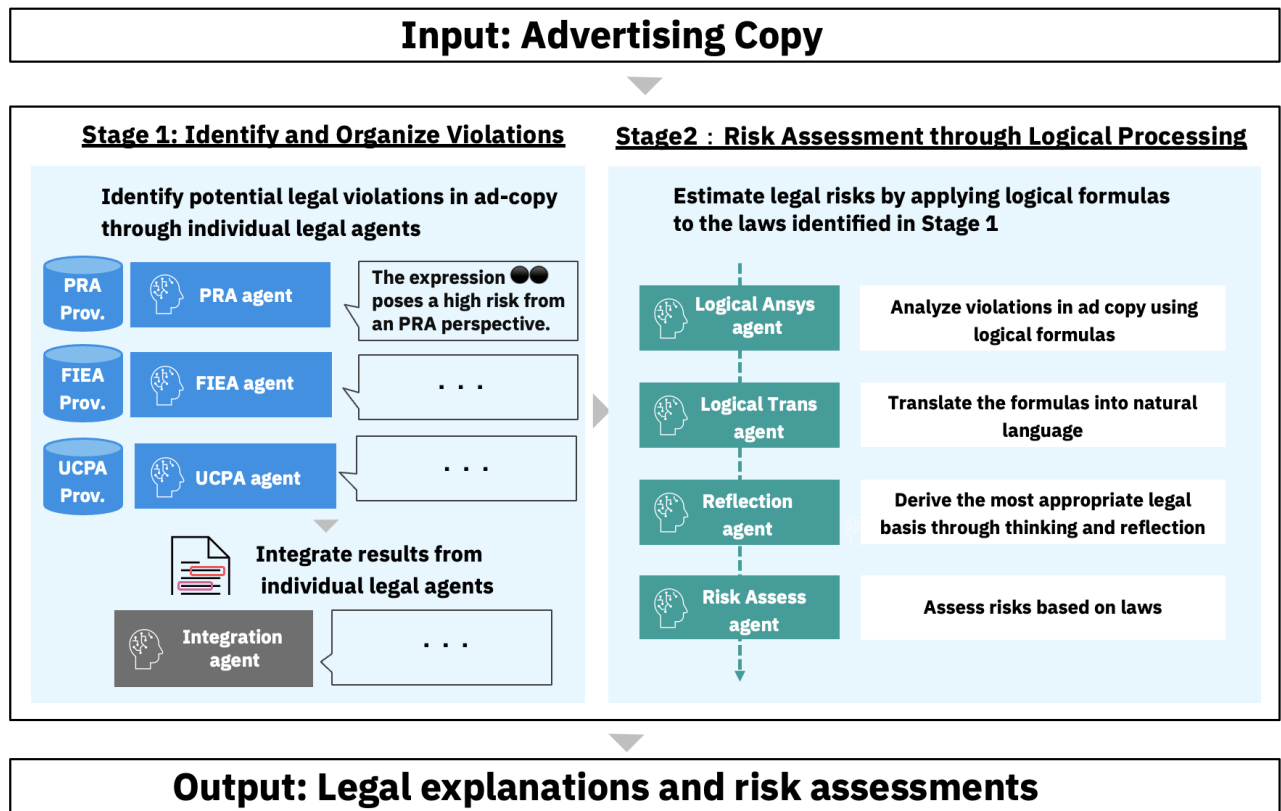 Input: Advertising Copy
Stage 1: Identify and Organize Violations
Identify potential legal violations in ad-copy
through individual legal agents
PRA
Prov.
PRA agent
The expression ⚫⚫
poses a high risk from
an PRA perspective.
FIEA
Prov.
FIEA agent
. . .
UCPA
Prov.
UCPA agent
. . .
Integrate results from
individual legal agents
Integration
agent
. . .
Stage2 : Risk Assessment through Logical Processing
Estimate legal risks by applying logical formulas
to the laws identified in Stage 1
Logical Ansys
agent
Analyze violations in ad copy using
logical formulas
Logical Trans
agent
Translate the formulas into natural
language
Reflection
agent
Derive the most appropriate legal
basis through thinking and reflection
Risk Assess
agent
Assess risks based on laws
Output: Legal explanations and risk assessments